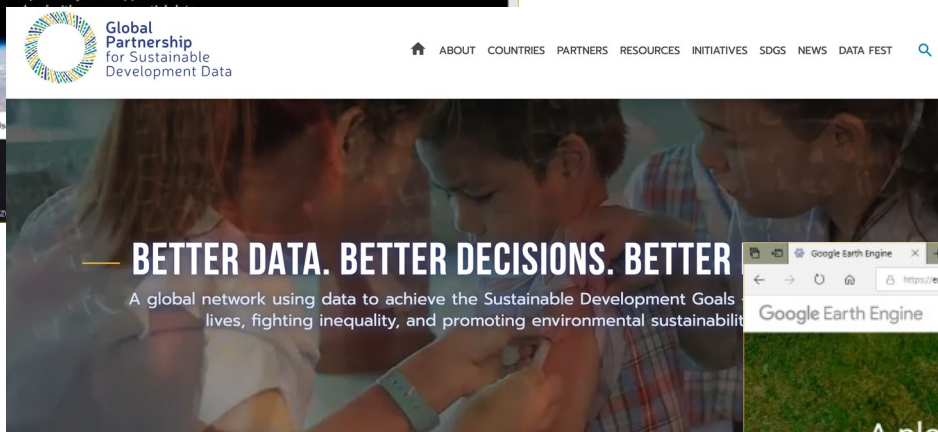 Global
Partnership
for Sustainable
Development Data
ABOUT COUNTRIES PARTNERS RESOURCES INITIATIVES SDGS NEWS DATA FEST
BETTER DATA. BETTER DECISIONS. BETTER
A global network using data to achieve the Sustainable Development Goals
lives, fighting inequality, and promoting environmental
Google Earth Engine
https://
Google Earth Engine
A